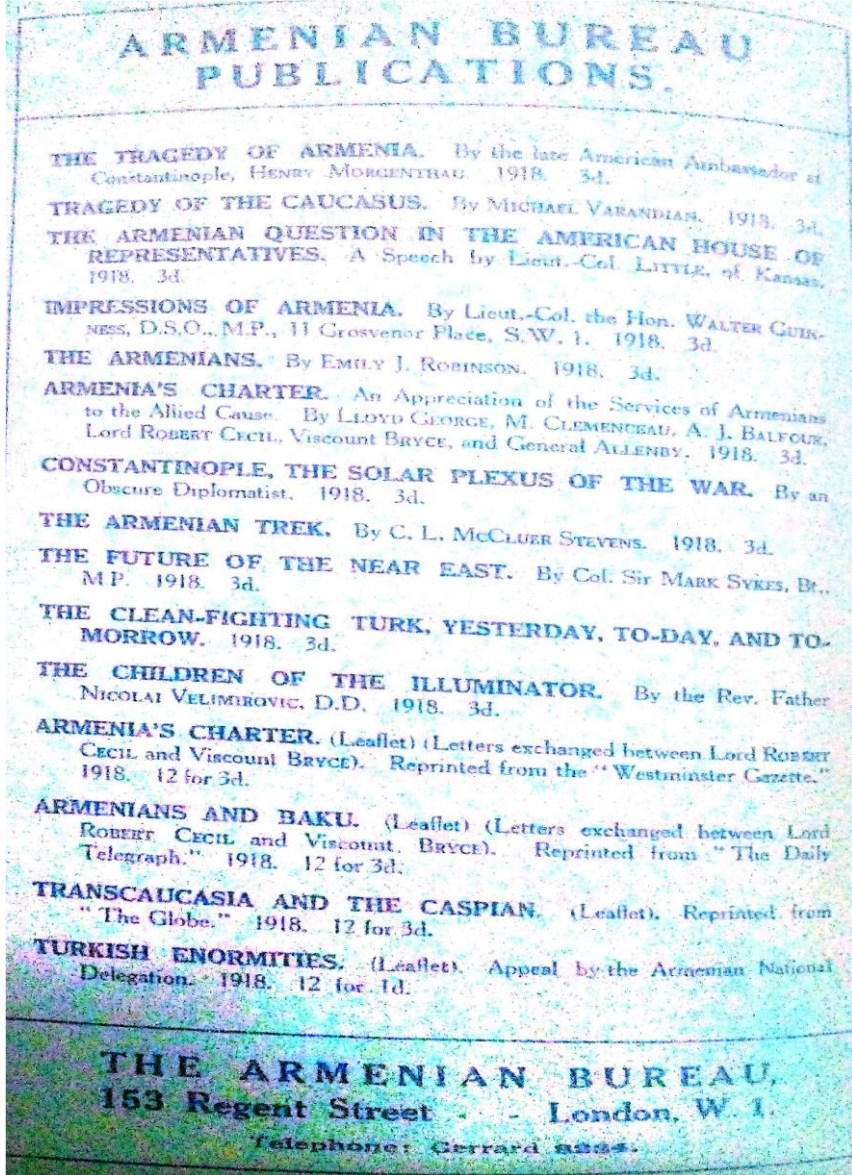 ARMENIAN BUREAU
PUBLICATIONS.
THE TRAGEDY OF ARMENIA. By the late American Ambassador at
Constantinople, HENRY MORGENTHAU. 1918. 3d.
TRAGEDY OF THE CAUCASUS. By MICHAEL VARANDIAN. 1918. 3d.
THE ARMENIAN QUESTION IN THE AMERICAN HOUSE OF
REPRESENTATIVES. A Speech by Lieut.-Col. LITTLE, of Kansas,
1918. 3d.
IMPRESSIONS OF ARMENIA. By Lieut.-Col. the Hon. WALTER GUIN-
NESS, D.S.O., M.P., 11 Grosvenor Place, S.W. 1. 1918. 3d.
THE ARMENIANS. By EMILY J. ROBINSON. 1918. 3d.
ARMENIA'S CHARTER. An Appreciation of the Services of Armenians
to the Allied Cause. By LLOYD GEORGE, M. CLEMENCEAU, A. J. BALFOUR,
Lord ROBERT CECIL, Viscount BRYCE, and General ALLENBY. 1918. 3d.
CONSTANTINOPLE, THE SOLAR PLEXUS OF THE WAR. By an
Obscure Diplomatist. 1918. 3d.
THE ARMENIAN TREK. By C. L. MCCLUER STEVENS. 1918. 3d.
THE FUTURE OF THE NEAR EAST. By Col. Sir MARK SYKES, Bt.,
M.P. 1918. 3d.
THE CLEAN-FIGHTING TURK, YESTERDAY, TO-DAY, AND TO-
MORROW. 1918. 3d.
THE CHILDREN OF THE ILLUMINATOR. By the Rev. Father
NICOLAI VELIMIROVIC, D.D. 1918. 3d.
ARMENIA'S CHARTER. (Leaflet) (Letters exchanged between Lord ROBERT
CECIL and Viscount BRYCE). Reprinted from the "Westminster Gazette."
1918. 12 for 3d.
ARMENIANS AND BAKU. (Leaflet) (Letters exchanged between Lord
ROBERT CECIL and Viscount BRYCE). Reprinted from "The Daily
Telegraph." 1918. 12 for 3d.
TRANSCAUCASIA AND THE CASPIAN. (Leaflet). Reprinted from
"The Globe." 1918. 12 for 3d.
TURKISH ENORMITIES. (Leaflet). Appeal by the Armenian National
Delegation. 1918. 12 for 1d.
THE ARMENIAN BUREAU,
153 Regent Street - - London, W. 1.
Telephone: Gerrard